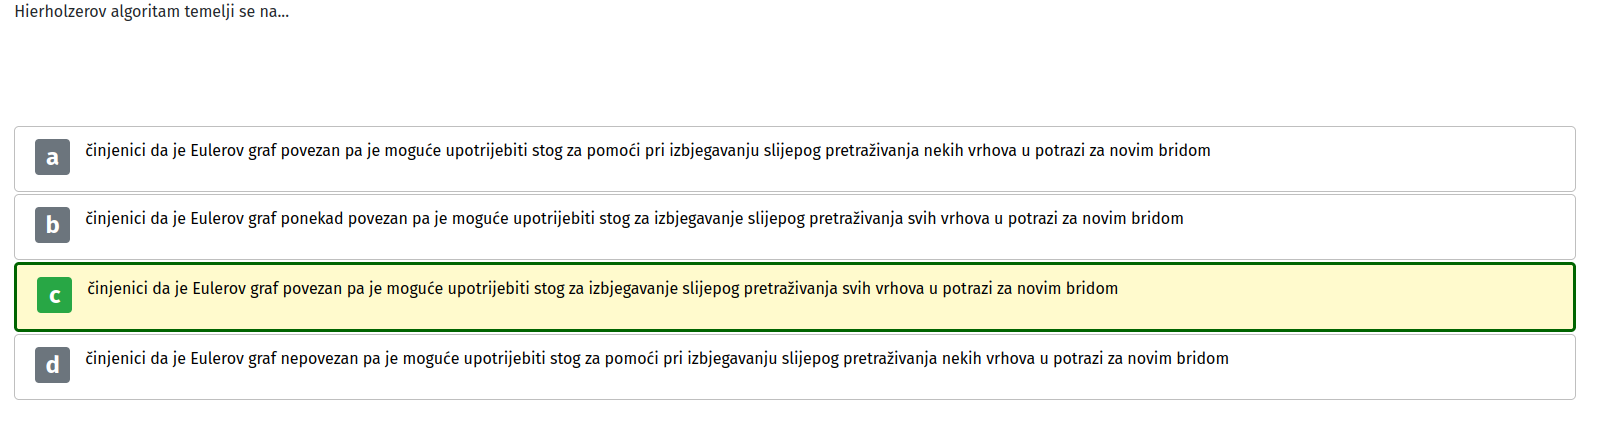 Hierholzerov algoritam temelji se na...
a činjenici da je Eulerov graf povezan pa je moguće upotrijebiti stog za pomoći pri izbjegavanju slijepog pretraživanja nekih vrhova u potrazi za novim bridom
b činjenici da je Eulerov graf ponekad povezan pa je moguće upotrijebiti stog za izbjegavanje slijepog pretraživanja svih vrhova u potrazi za novim bridom
c činjenici da je Eulerov graf povezan pa je moguće upotrijebiti stog za izbjegavanje slijepog pretraživanja svih vrhova u potrazi za novim bridom
d činjenici da je Eulerov graf nepovezan pa je moguće upotrijebiti stog za pomoći pri izbjegavanju slijepog pretraživanja nekih vrhova u potrazi za novim bridom